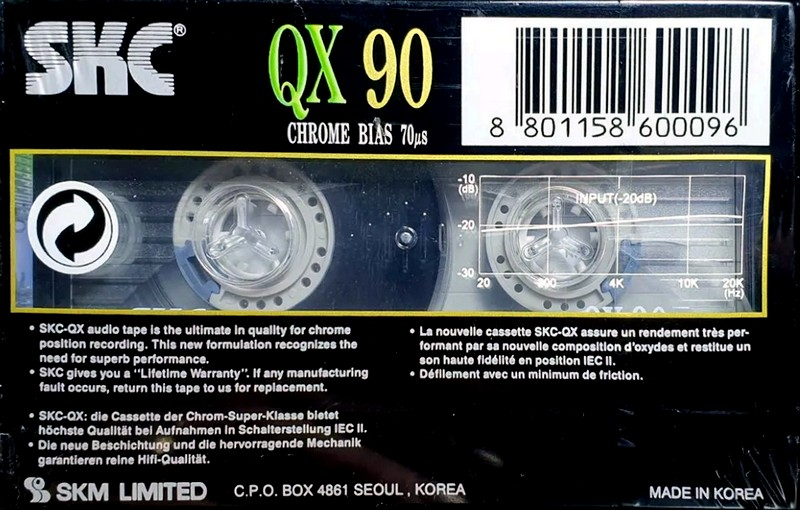 SKC®
QX 90
CHROME BIAS 70µs
8 801158 600096
-10
(dB)
INPUT(-20dB)
-20
-30
20 4K 10K 20K
(Hz)
• SKC-QX audio tape is the ultimate in quality for chrome
position recording. This new formulation recognizes the
need for superb performance.
• SKC gives you a "Lifetime Warranty". If any manufacturing
fault occurs, return this tape to us for replacement.
• SKC-QX: die Cassette der Chrom-Super-Klasse bietet
höchste Qualität bei Aufnahmen in Schalterstellung IEC II.
• Die neue Beschichtung und die hervorragende Mechanik
garantieren reine Hifi-Qualität.
• La nouvelle cassette SKC-QX assure un rendement très per-
formant par sa nouvelle composition d'oxydes et restitue un
son haute fidélité en position IEC II.
• Défilement avec un minimum de friction.
SKM LIMITED C.P.O. BOX 4861 SEOUL , KOREA
MADE IN KOREA